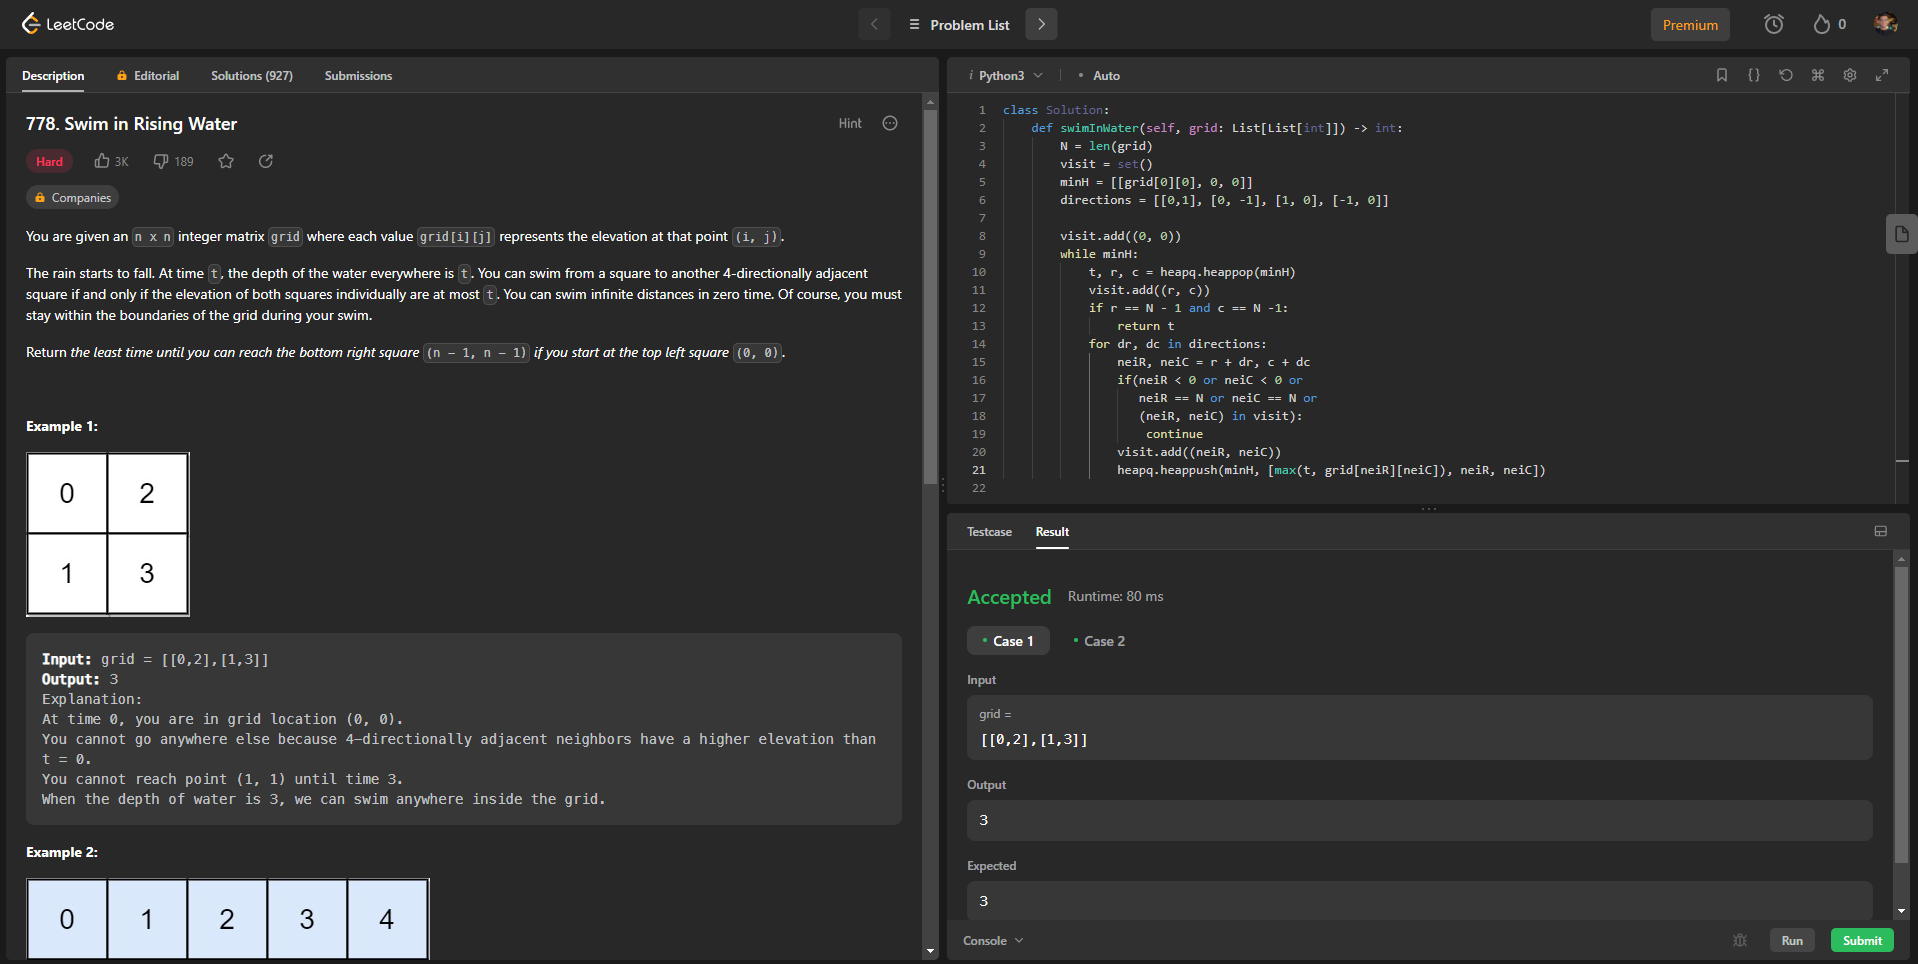 LeetCode
Problem List
Premium
0
Description
Editorial
Solutions (927)
Submissions
778. Swim in Rising Water
Hint
Hard
3K
189
Companies
You are given an n x n integer matrix grid where each value grid[i][j] represents the elevation at that point (i, j).
The rain starts to fall. At time t, the depth of the water everywhere is t. You can swim from a square to another 4-directionally adjacent
square if and only if the elevation of both squares individually are at most t. You can swim infinite distances in zero time. Of course, you must
stay within the boundaries of the grid during your swim.
Return the least time until you can reach the bottom right square (n - 1, n - 1) if you start at the top left square (0, 0).
Example 1:
0 2
1 3
Input: grid = [[0,2],[1,3]]
Output: 3
Explanation:
At time 0, you are in grid location (0, 0).
You cannot go anywhere else because 4-directionally adjacent neighbors have a higher elevation than
t = 0.
You cannot reach point (1, 1) until time 3.
When the depth of water is 3, we can swim anywhere inside the grid.
Example 2:
0 1 2 3 4
i Python3
• Auto
{}
1 class Solution:
2     def swimInWater(self, grid: List[List[int]]) -> int:
3         N = len(grid)
4         visit = set()
5         minH = [[grid[0][0], 0, 0]]
6         directions = [[0,1], [0, -1], [1, 0], [-1, 0]]
7
8         visit.add((0, 0))
9         while minH:
10             t, r, c = heapq.heappop(minH)
11             visit.add((r, c))
12             if r == N - 1 and c == N -1:
13                 return t
14             for dr, dc in directions:
15                 neiR, neiC = r + dr, c + dc
16                 if(neiR < 0 or neiC < 0 or
17                    neiR == N or neiC == N or
18                    (neiR, neiC) in visit):
19                     continue
20                 visit.add((neiR, neiC))
21                 heapq.heappush(minH, [max(t, grid[neiR][neiC]), neiR, neiC])
22
Testcase
Result
Accepted
Runtime: 80 ms
• Case 1
• Case 2
Input
grid =
[[0,2],[1,3]]
Output
3
Expected
3
Console
Run
Submit